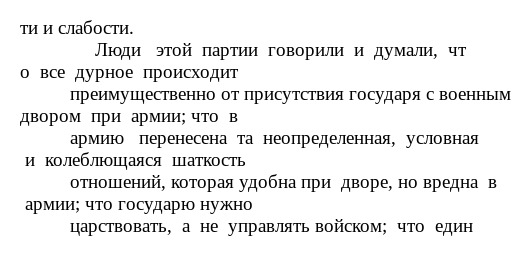 ти и слабости.
Люди этой партии говорили и думали, чт
о все дурное происходит
преимущественно от присутствия государя с военным
двором при армии; что в
армию перенесена та неопределенная, условная
и колеблющаяся шаткость
отношений, которая удобна при дворе, но вредна в
армии; что государю нужно
царствовать, а не управлять войском; что един